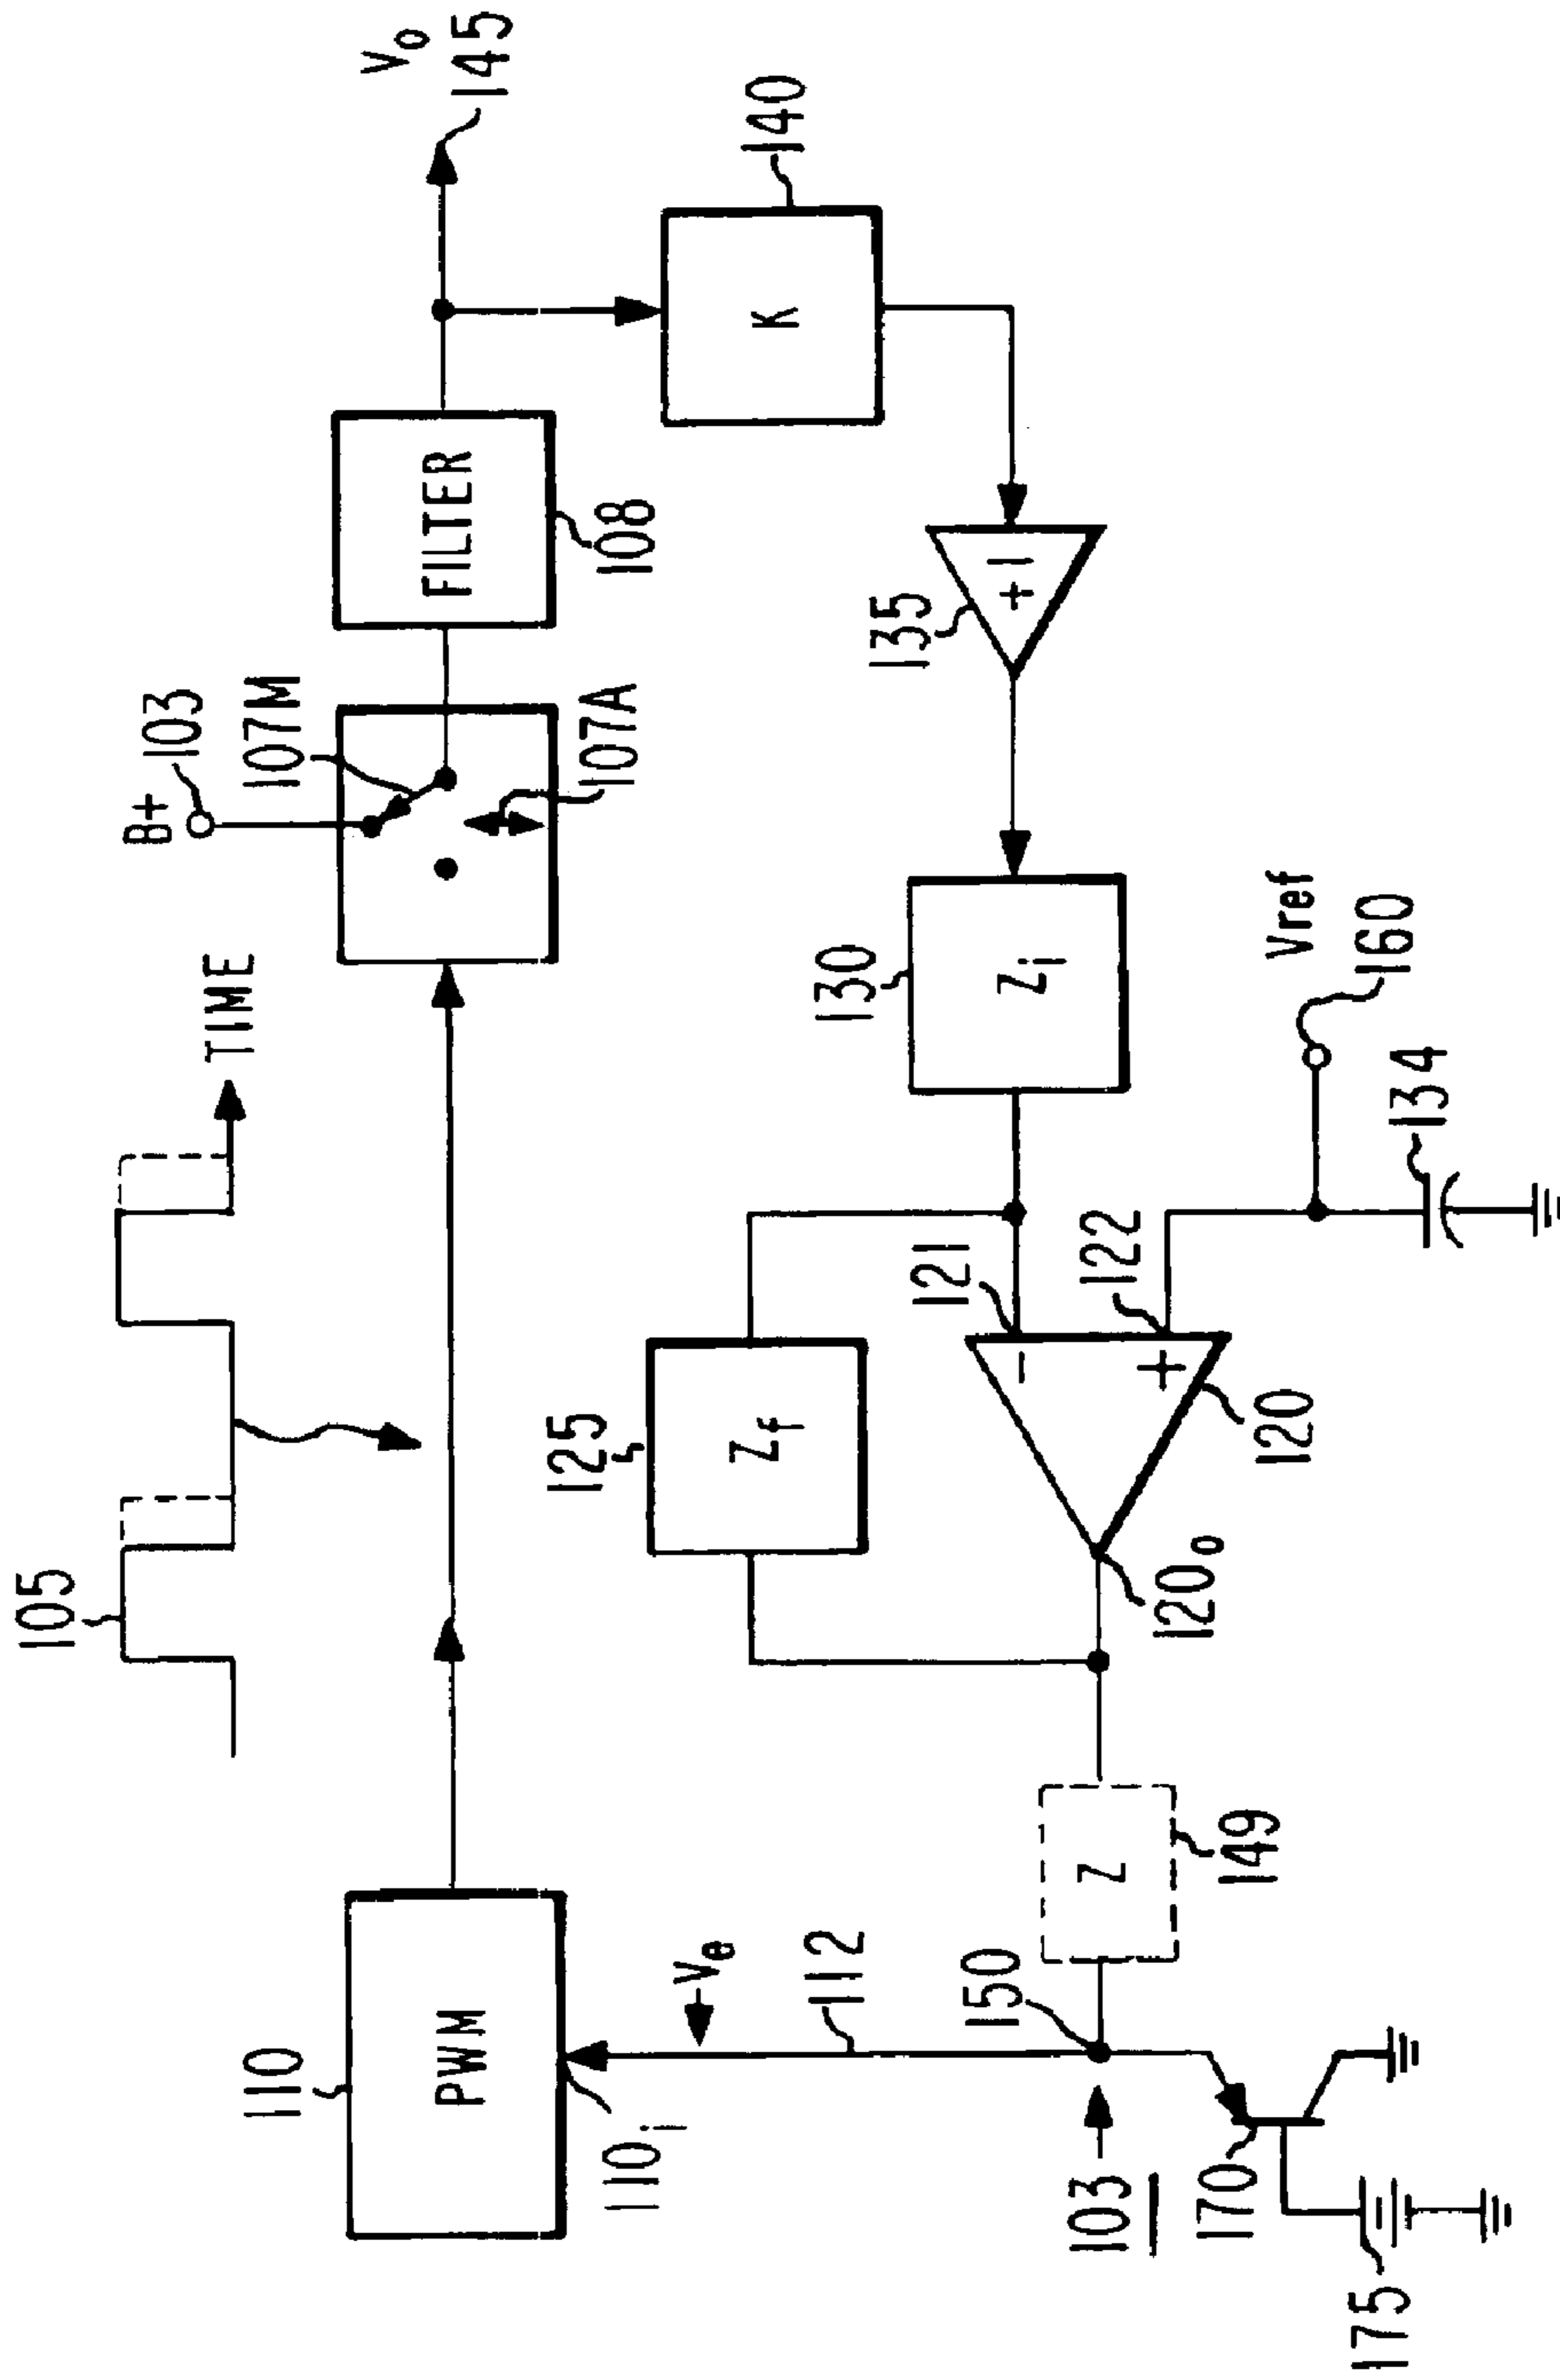 105
TIME
B+
103
107M
107A
FILTER
108
Vo
145
K
140
110
PWM
110i
Ve
112
125
Zf
130
Zi
135
+1
121
122
-
+
120
120o
Vref
160
134
Z
149
150
103
170
175